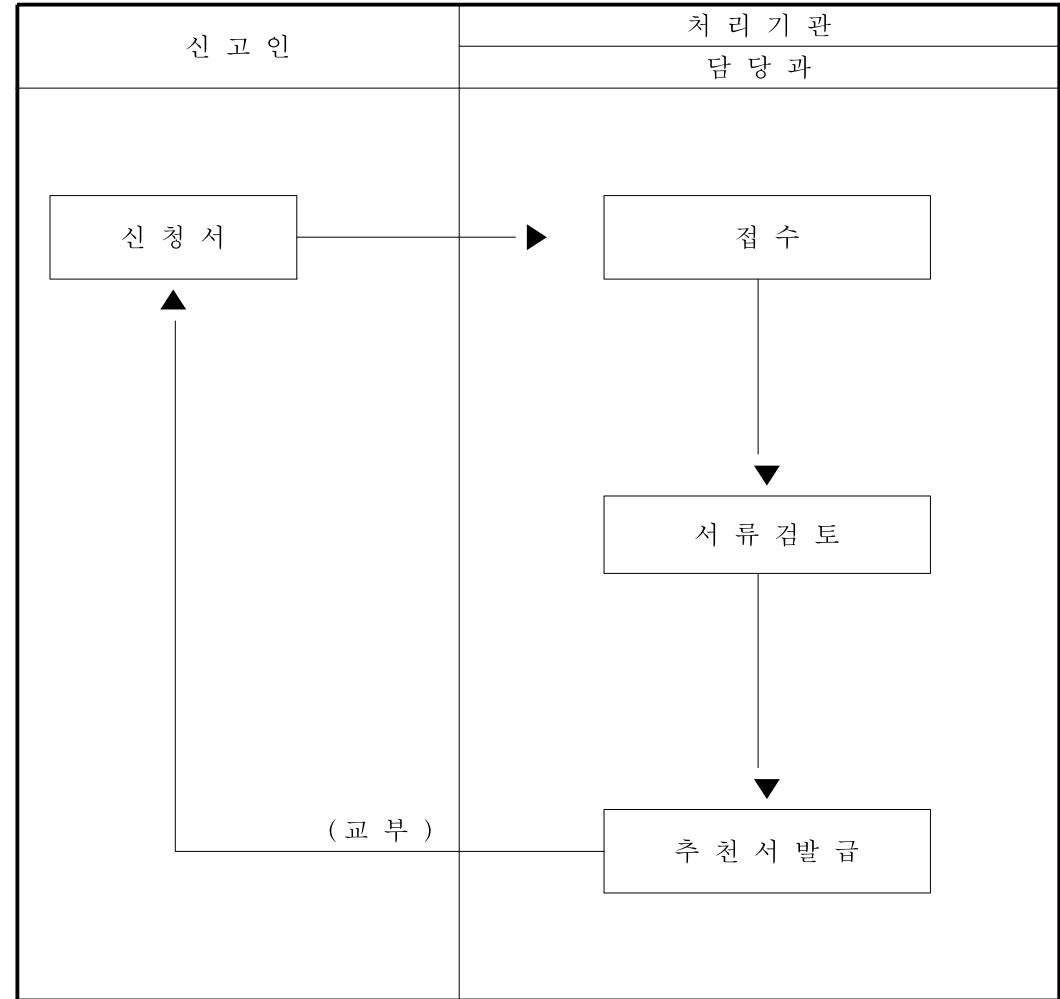 신 고 인
처 리 기 관
담 당 과
신 청 서
접 수
서 류 검 토
( 교 부 )
추 천 서 발 급